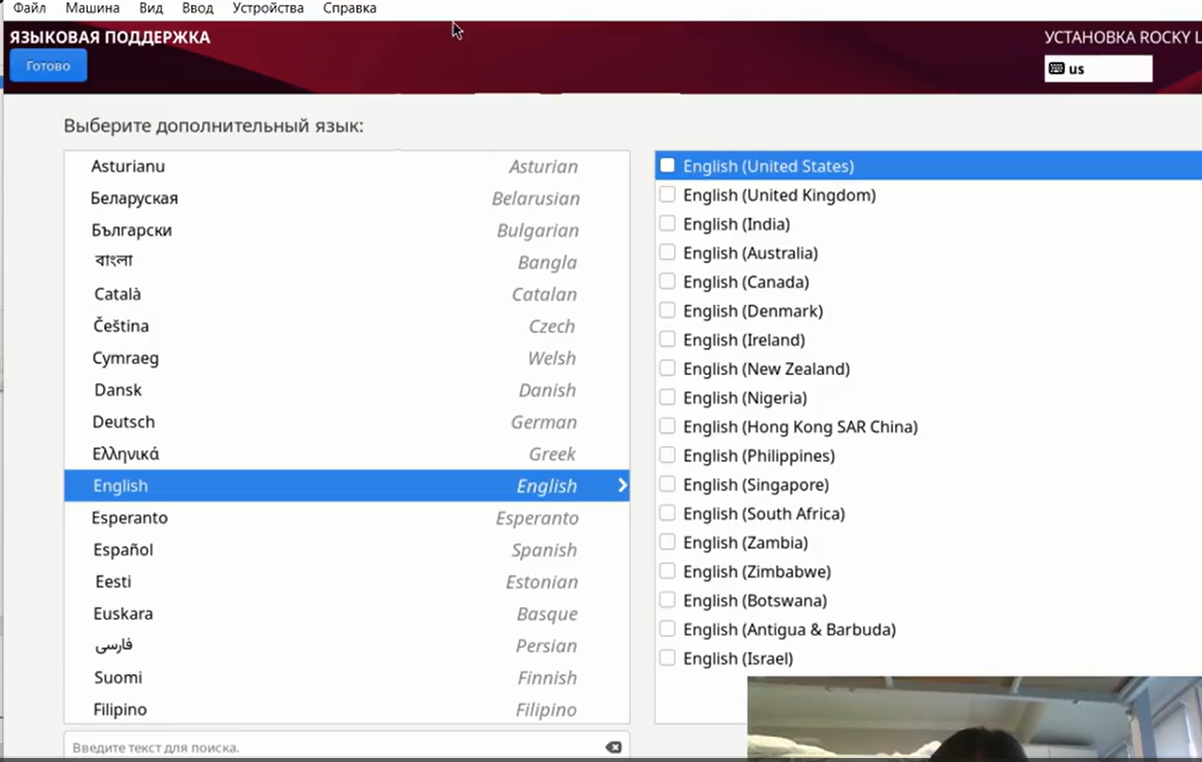 Файл Машина Вид Ввод Устройства Справка
ЯЗЫКОВАЯ ПОДДЕРЖКА
УСТАНОВКА ROCKY L
Готово
us
Выберите дополнительный язык:
Asturianu Asturian
Беларуская Belarusian
Български Bulgarian
বাংলা Bangla
Català Catalan
Čeština Czech
Cymraeg Welsh
Dansk Danish
Deutsch German
Ελληνικά Greek
English English
Esperanto Esperanto
Español Spanish
Eesti Estonian
Euskara Basque
فارسی Persian
Suomi Finnish
Filipino Filipino
Введите текст для поиска.
English (United States)
English (United Kingdom)
English (India)
English (Australia)
English (Canada)
English (Denmark)
English (Ireland)
English (New Zealand)
English (Nigeria)
English (Hong Kong SAR China)
English (Philippines)
English (Singapore)
English (South Africa)
English (Zambia)
English (Zimbabwe)
English (Botswana)
English (Antigua & Barbuda)
English (Israel)